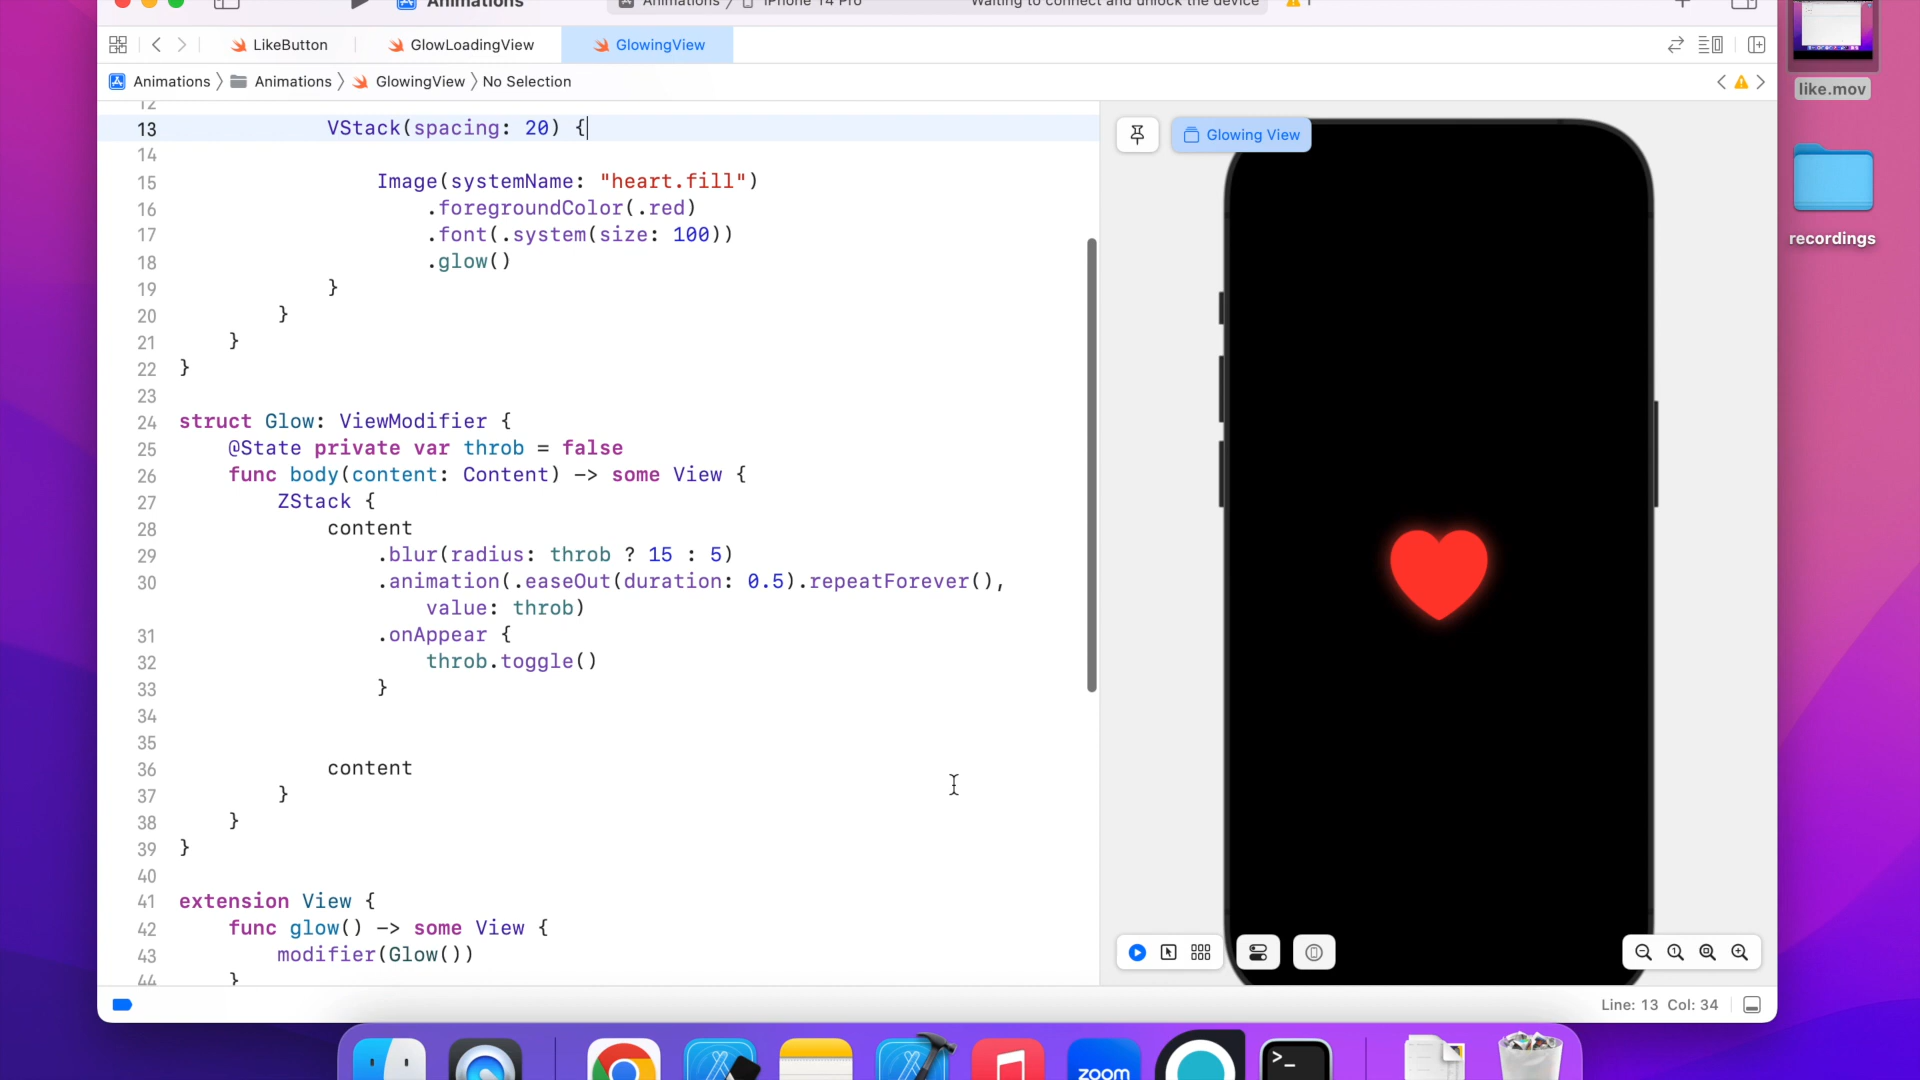 Animations
Animations
iPhone 14 Pro
Waiting to connect and unlock the device
1
LikeButton
GlowLoadingView
GlowingView
Animations
Animations
GlowingView
No Selection
like.mov
recordings
Glowing View
12
13 VStack(spacing: 20) {
14
15 Image(systemName: "heart.fill")
16 .foregroundColor(.red)
17 .font(.system(size: 100))
18 .glow()
19 }
20 }
21 }
22 }
23
24 struct Glow: ViewModifier {
25 @State private var throb = false
26 func body(content: Content) -> some View {
27 ZStack {
28 content
29 .blur(radius: throb ? 15 : 5)
30 .animation(.easeOut(duration: 0.5).repeatForever(),
value: throb)
31 .onAppear {
32 throb.toggle()
33 }
34
35
36 content
37 }
38 }
39 }
40
41 extension View {
42 func glow() -> some View {
43 modifier(Glow())
44 }
Line: 13 Col: 34
zoom
>_